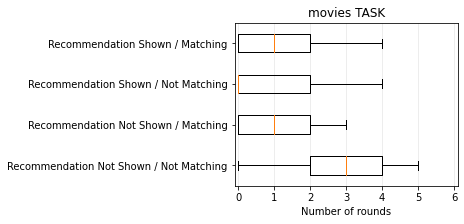 movies TASK
Recommendation Shown / Matching
Recommendation Shown / Not Matching
Recommendation Not Shown / Matching
Recommendation Not Shown / Not Matching
0 1 2 3 4 5 6
Number of rounds